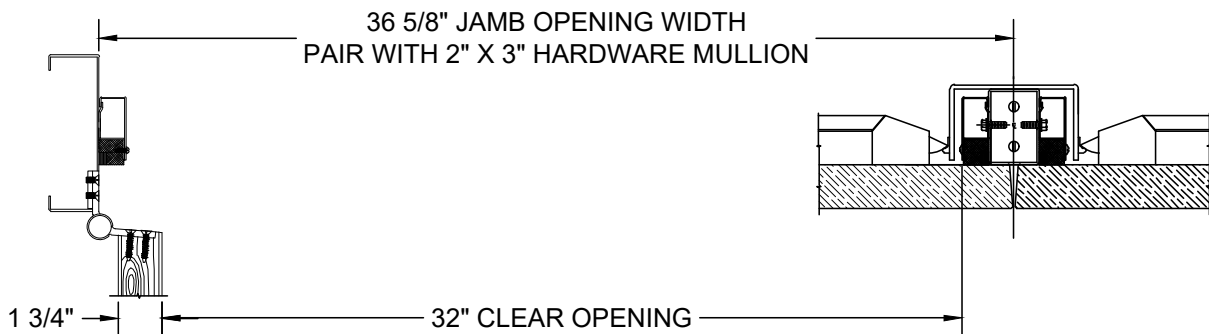 36 5/8" JAMB OPENING WIDTH
PAIR WITH 2" X 3" HARDWARE MULLION
1 3/4"
32" CLEAR OPENING